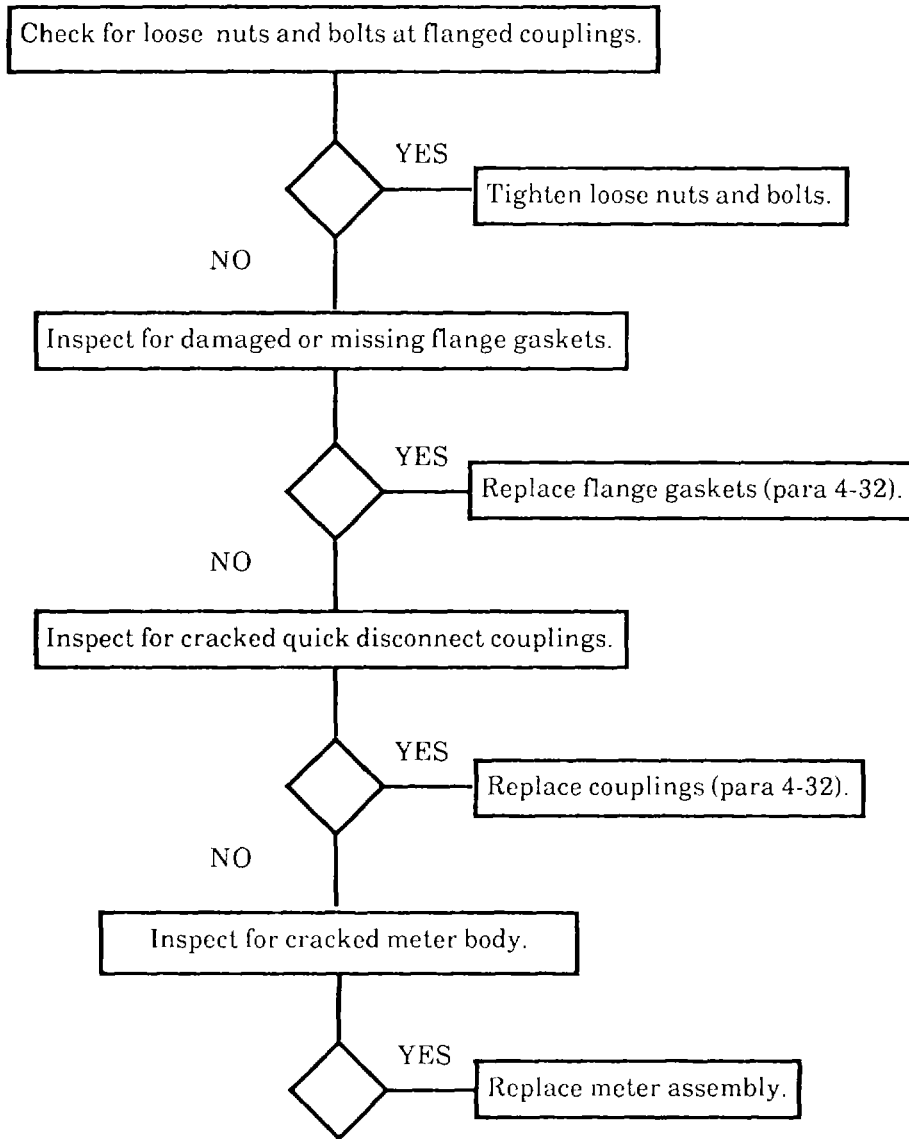 Check for loose nuts and bolts at flanged couplings.
YES
Tighten loose nuts and bolts.
NO
Inspect for damaged or missing flange gaskets.
YES
Replace flange gaskets (para 4-32).
NO
Inspect for cracked quick disconnect couplings.
YES
Replace couplings (para 4-32).
NO
Inspect for cracked meter body.
YES
Replace meter assembly.